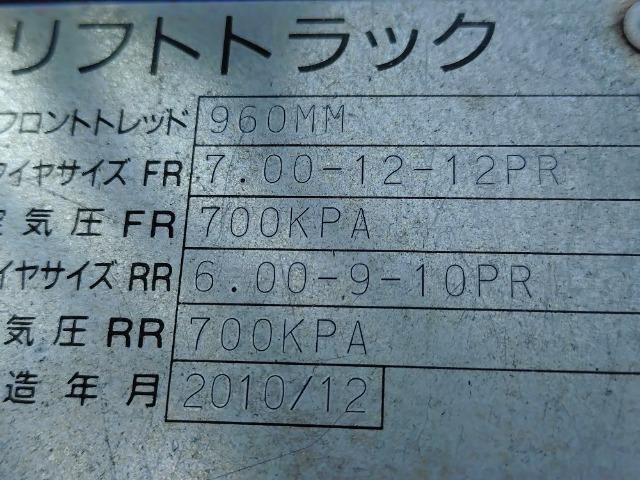 リフトトラック
フロントトレッド 960MM
タイヤサイズ FR 7.00-12-12PR
空気圧 FR 700KPA
イヤサイズ RR 6.00-9-10PR
気圧 RR 700KPA
造年月 2010/12